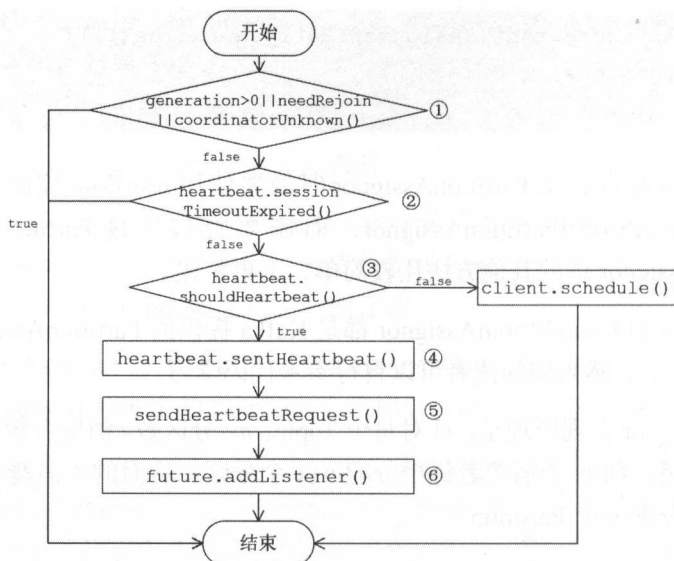 开始
generation>0||needRejoin
||coordinatorUnknown()
①
false
heartbeat.session
TimeoutExpired()
②
true
false
heartbeat.
shouldHeartbeat()
③
false
client.schedule()
true
heartbeat.sentHeartbeat()
④
sendHeartbeatRequest()
⑤
future.addListener()
⑥
结束